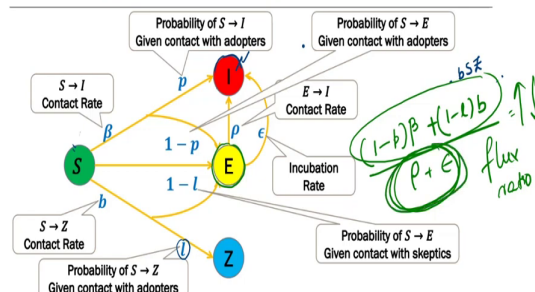 Probability of S → I
Given contact with adopters
Probability of S → E
Given contact with adopters
S → I
Contact Rate
p
I
β
E → I
Contact Rate
1 - p
ρ
ϵ
S
E
1 - l
Incubation
Rate
b
S → Z
Contact Rate
Probability of S → E
Given contact with skeptics
l
Z
Probability of S → Z
Given contact with adopters
bSZ
(1-p)β + (1-l)b
ρ + ϵ
= ↑↓
flux
ratio